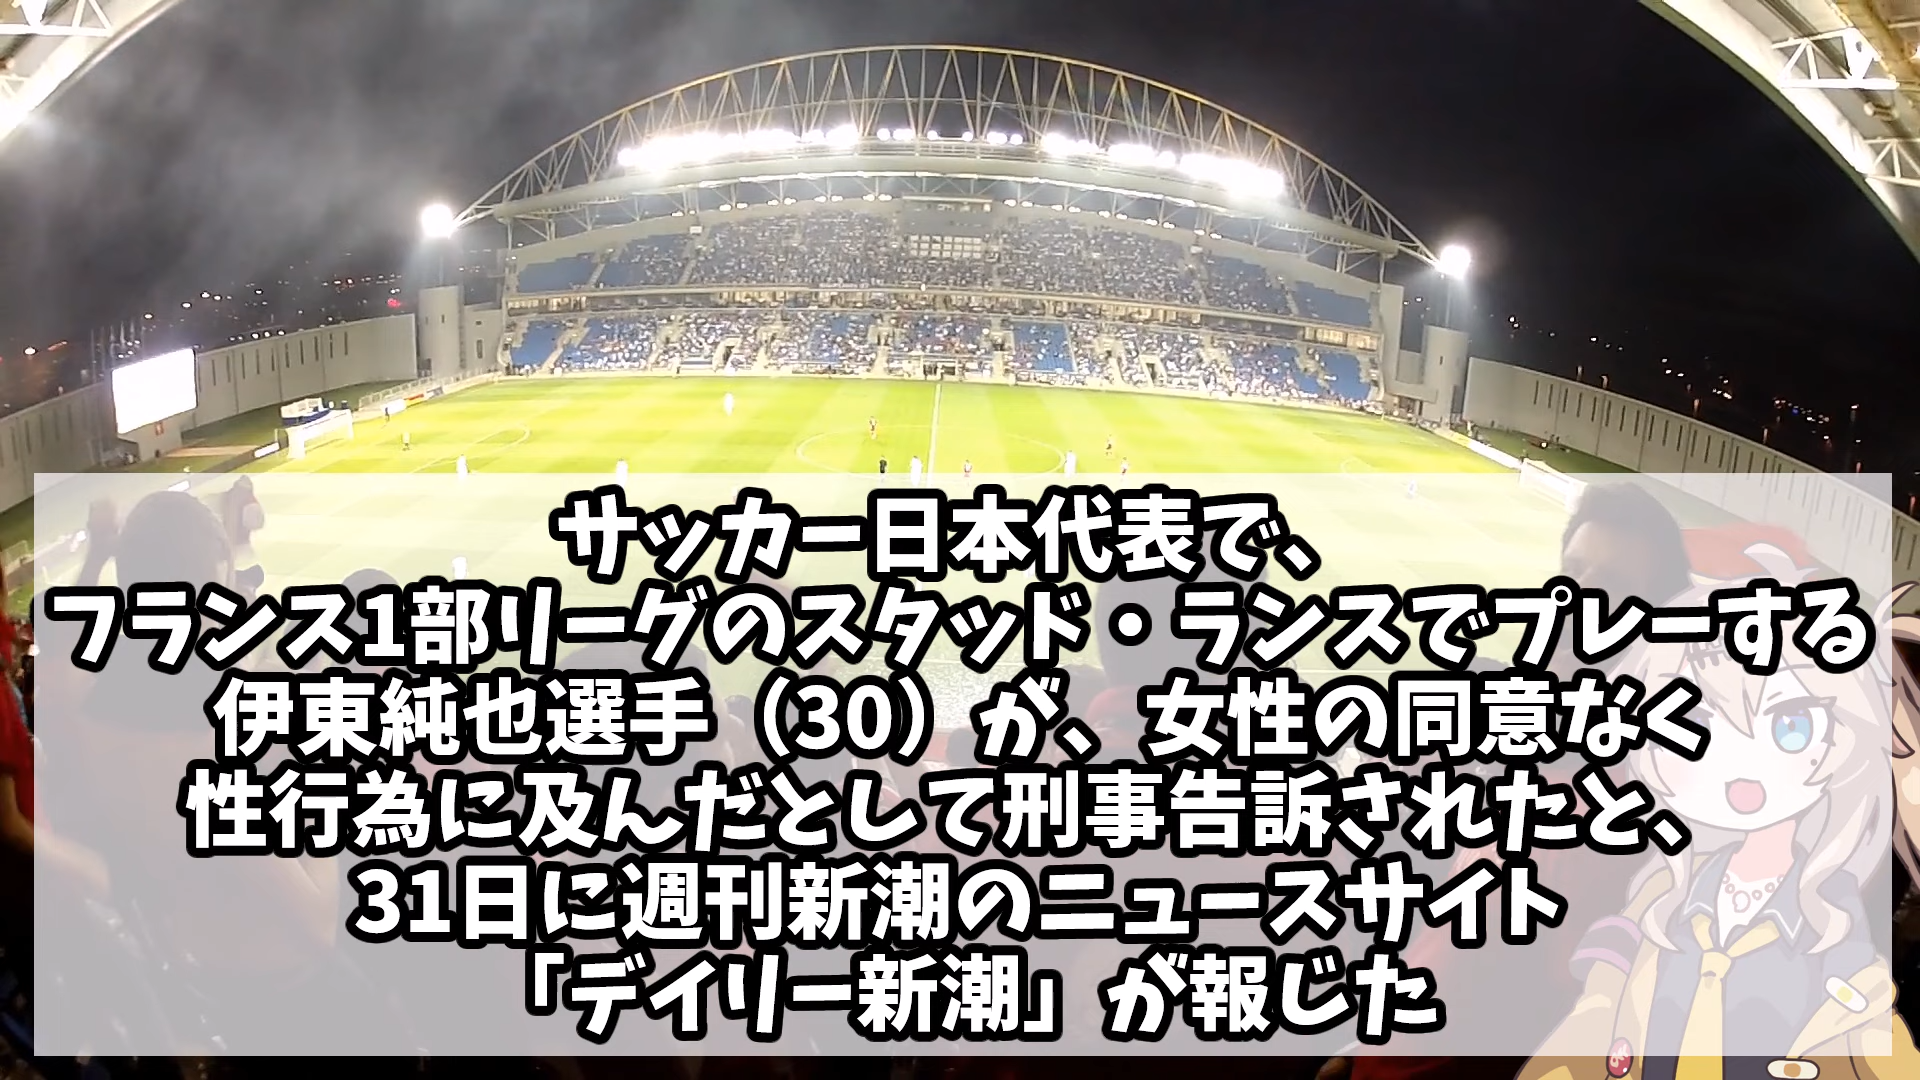 サッカー日本代表で、
フランス1部リーグのスタッド・ランスでプレーする
伊東純也選手（30）が、女性の同意なく
性行為に及んだとして刑事告訴されたと、
31日に週刊新潮のニュースサイト
「デイリー新潮」が報じた